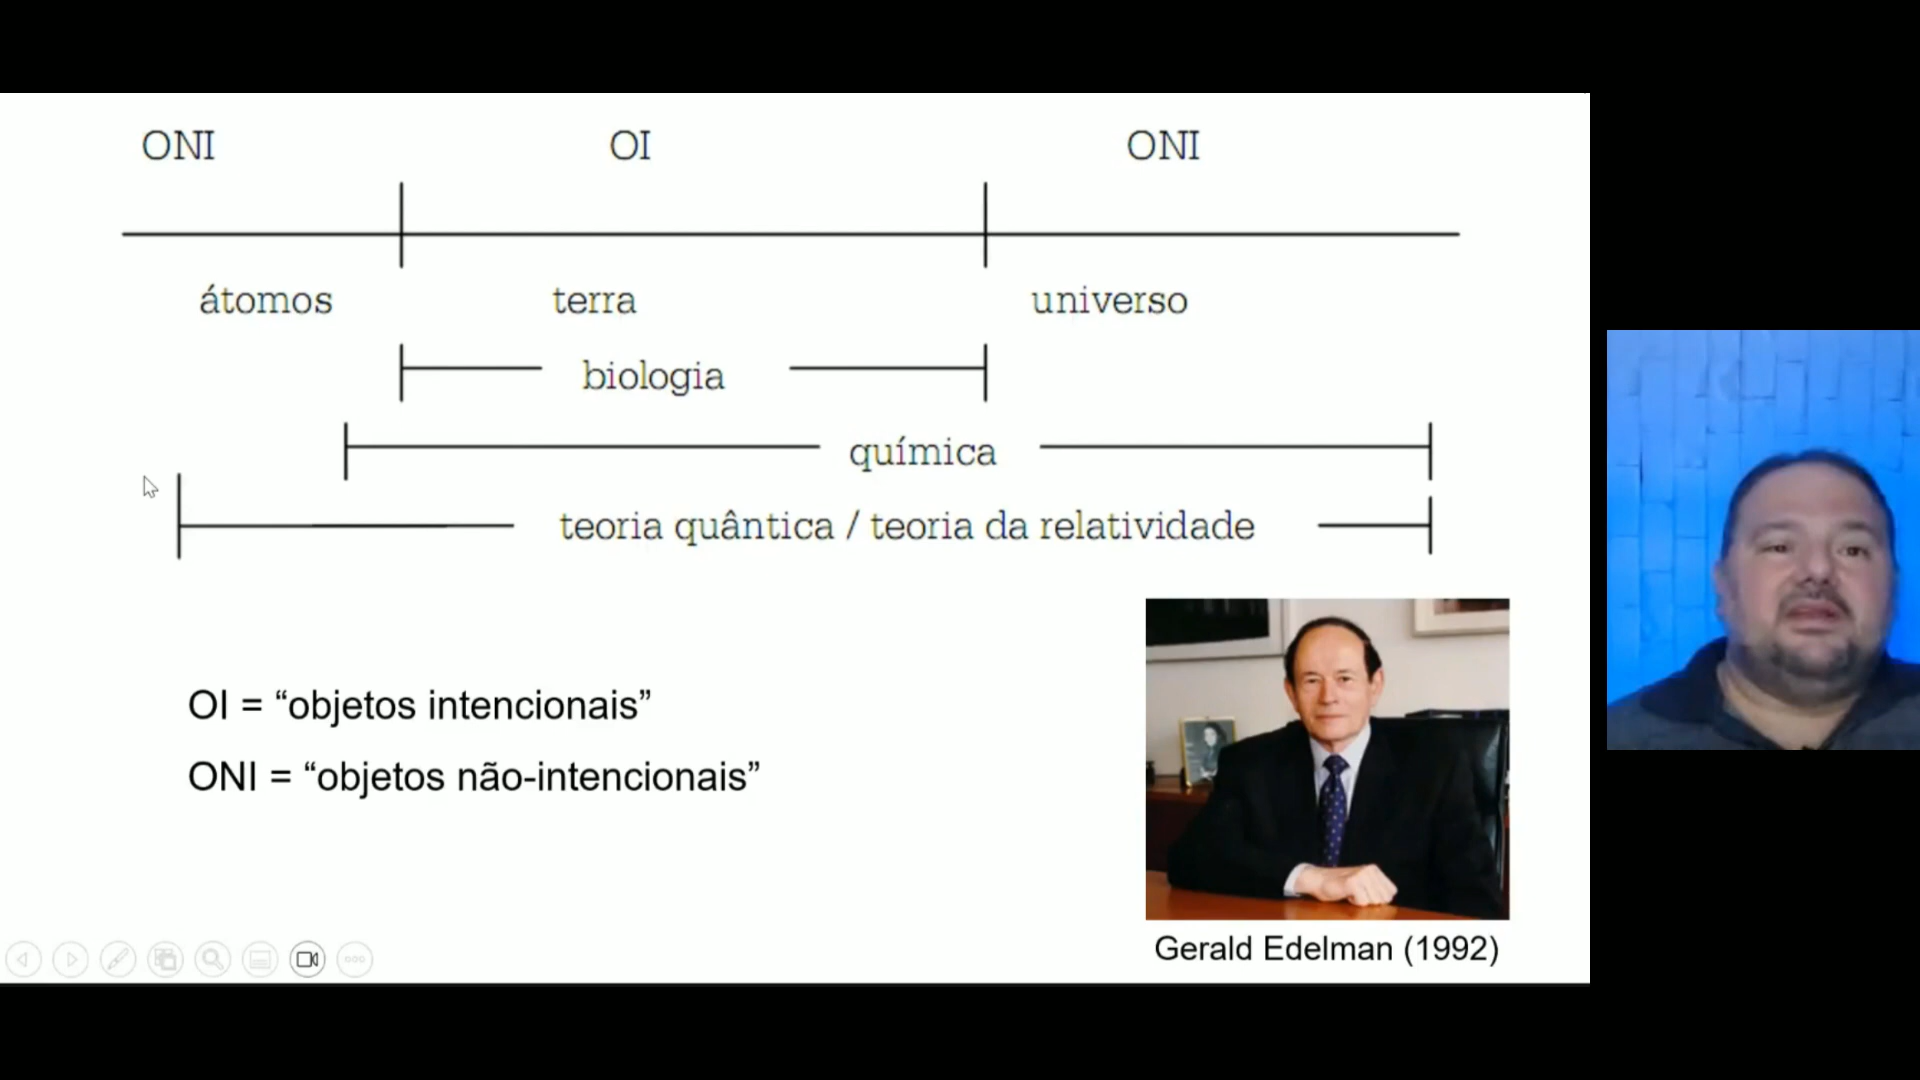 ONI OI ONI
átomos terra universo
biologia
química
teoria quântica / teoria da relatividade
OI = “objetos intencionais”
ONI = “objetos não-intencionais”
Gerald Edelman (1992)